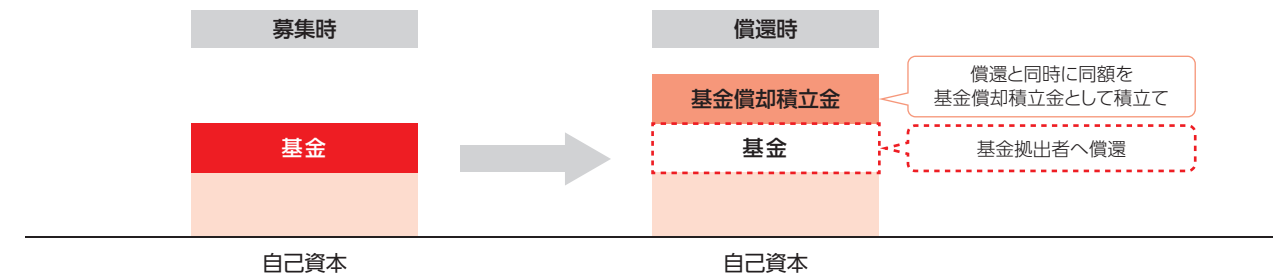 募集時
償還時
償還と同時に同額を
基金償却積立金として積立て
基金償却積立金
基金
基金
基金拠出者へ償還
自己資本
自己資本